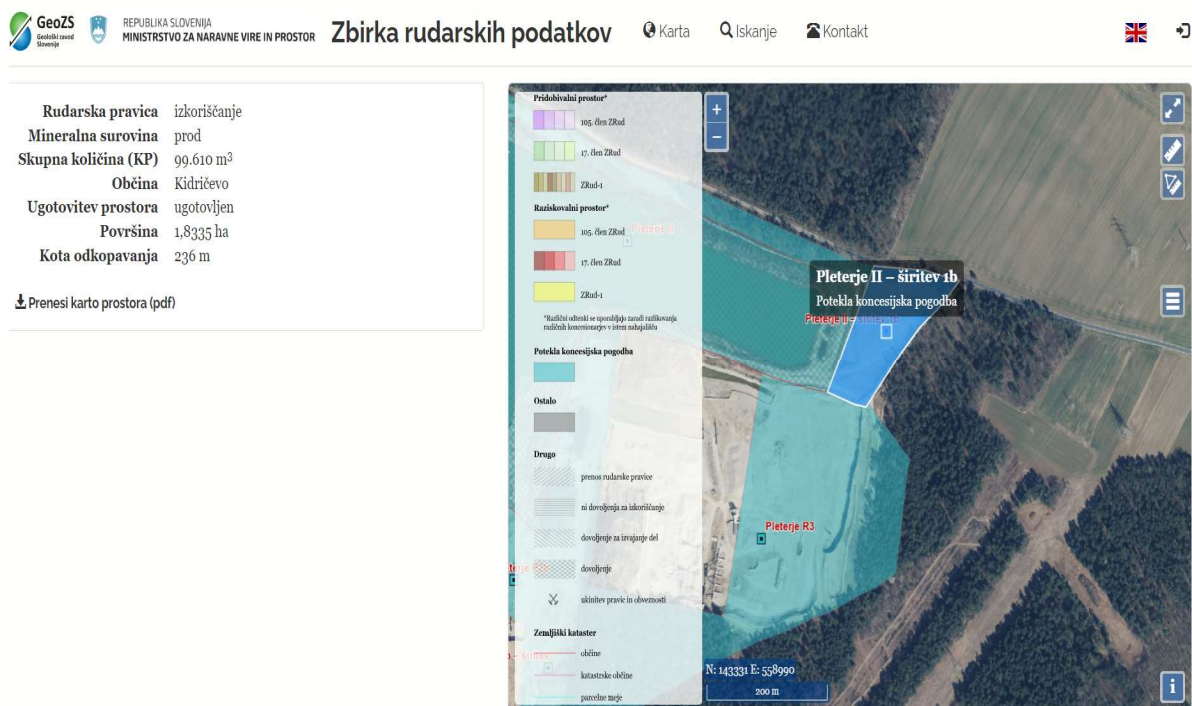 GeoZS
Geološki zavod
Slovenije
REPUBLIKA SLOVENIJA
MINISTRSTVO ZA NARAVNE VIRE IN PROSTOR
Zbirka rudarskih podatkov
Karta
Iskanje
Kontakt
Rudarska pravica izkoriščanje
Mineralna surovina prod
Skupna količina (KP) 99.610 m³
Občina Kidričevo
Ugotovitev prostora ugotovljen
Površina 1,8335 ha
Kota odkopavanja 236 m
Prenesi karto prostora (pdf)
Pridobivalni prostor*
105. člen ZRud
17. člen ZRud
ZRud-1
Raziskovalni prostor*
105. člen ZRud
17. člen ZRud
ZRud-1
*Različni odtenki se uporabljajo zaradi razlikovanja
različnih koncesionarjev v istem nahajališču
Potekla koncesijska pogodba
Ostalo
Drugo
prenos rudarske pravice
ni dovoljenja za izkoriščanje
dovoljenje za izvajanje del
dovoljenje
ukinitev pravic in obveznosti
Zemljiški kataster
občine
katastrske občine
parcelne meje
+
−
Pleterje II
Pleterje II – širitev 1b
Potekla koncesijska pogodba
Pleterje II – širitev 1b
Pleterje R3
N: 143331 E: 558990
200 m
i